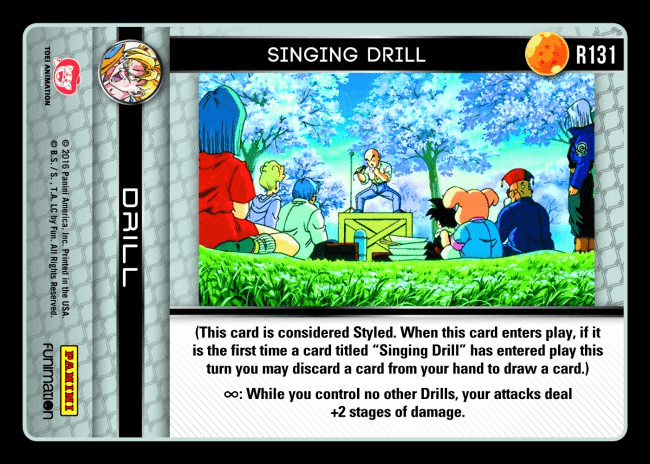 SINGING DRILL
R131
TOEI ANIMATION
DRILL
© 2016 Panini America, Inc. Printed in the USA.
© B.S. / S. , T.A. LC by Fun. All Rights Reserved.
PANINI
FUNIMATION
(This card is considered Styled. When this card enters play, if it
is the first time a card titled “Singing Drill” has entered play this
turn you may discard a card from your hand to draw a card.)
∞: While you control no other Drills, your attacks deal
+2 stages of damage.